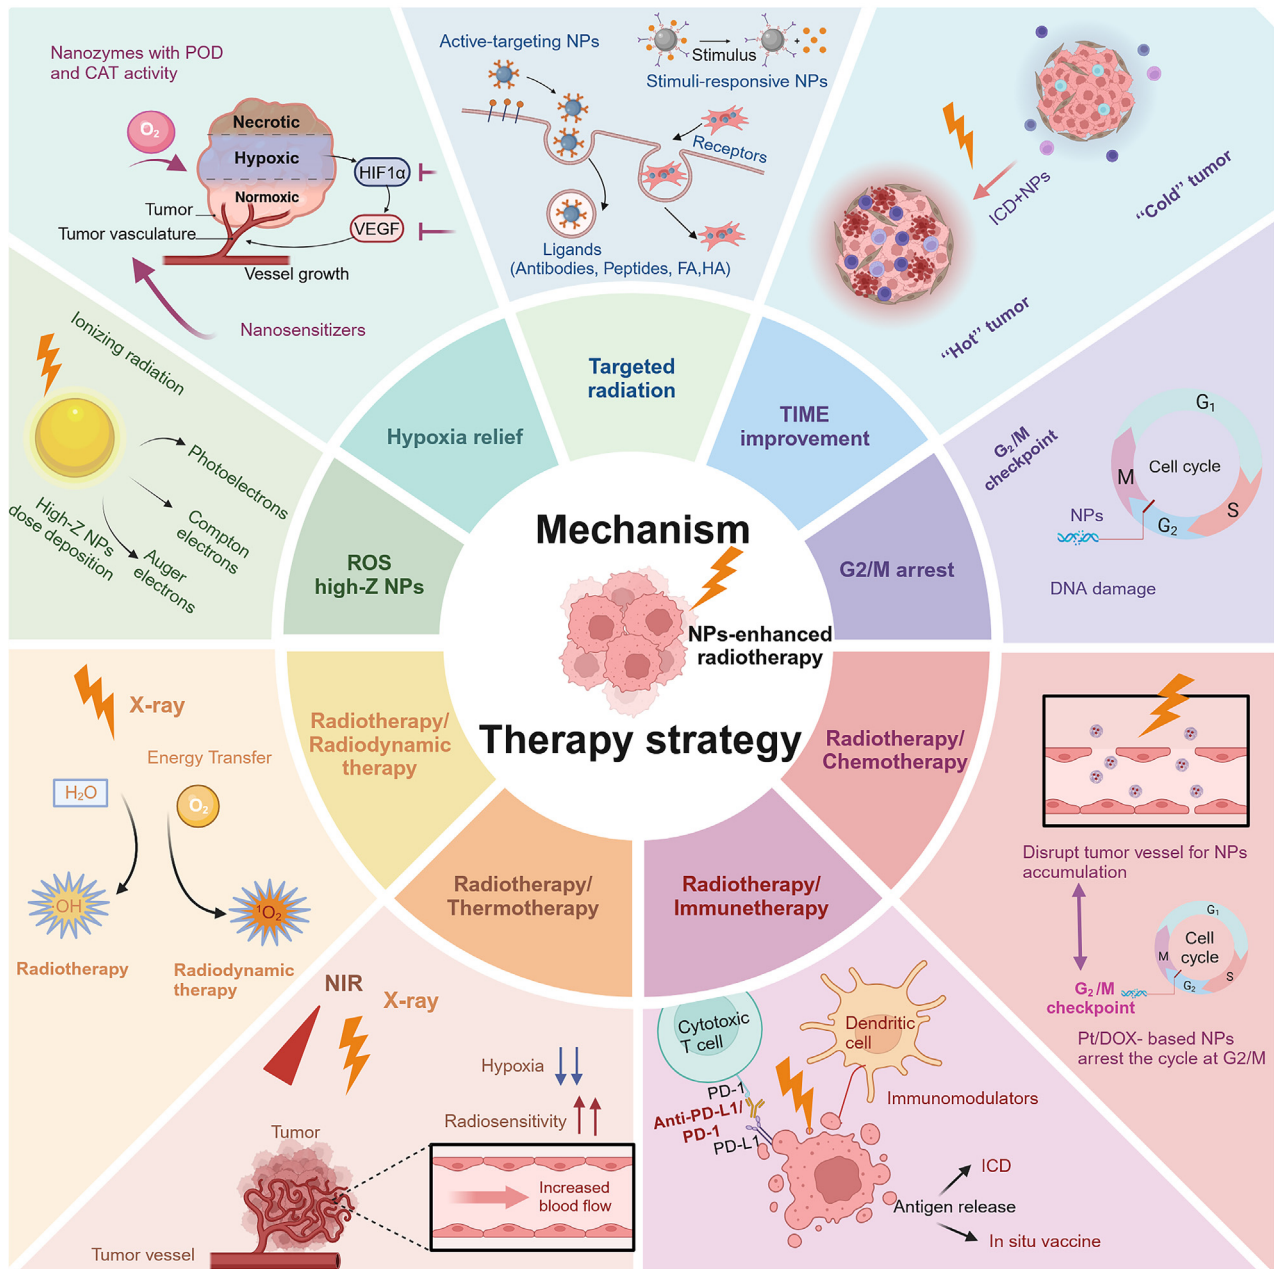 Nanozymes with POD
and CAT activity
O₂
Necrotic
Hypoxic
Normoxic
HIF1α
VEGF
Tumor
Tumor vasculature
Vessel growth
Nanosensitizers
Active-targeting NPs
Stimulus
Stimuli-responsive NPs
Receptors
Ligands
(Antibodies, Peptides, FA,HA)
ICD+NPs
“Cold” tumor
“Hot” tumor
Ionizing radiation
Photoelectrons
Compton
electrons
Auger
electrons
High-Z NPs
dose deposition
Hypoxia relief
Targeted
radiation
TIME
improvement
ROS
high-Z NPs
G2/M arrest
G₂/M
checkpoint
G₁
M
Cell cycle
S
G₂
NPs
DNA damage
Mechanism
NPs-enhanced
radiotherapy
Therapy strategy
Radiotherapy/
Radiodynamic
therapy
Radiotherapy/
Thermotherapy
Radiotherapy/
Immunetherapy
Radiotherapy/
Chemotherapy
X-ray
Energy Transfer
H₂O
O₂
·OH
¹O₂
Radiotherapy
Radiodynamic
therapy
NIR
X-ray
Hypoxia
Radiosensitivity
Tumor
Increased
blood flow
Tumor vessel
Cytotoxic
T cell
Dendritic
cell
PD-1
Anti-PD-L1/
PD-1
PD-L1
Immunomodulators
ICD
Antigen release
In situ vaccine
Disrupt tumor vessel for NPs
accumulation
G₁
Cell
cycle
M
S
G₂
G₂/M
checkpoint
Pt/DOX- based NPs
arrest the cycle at G2/M